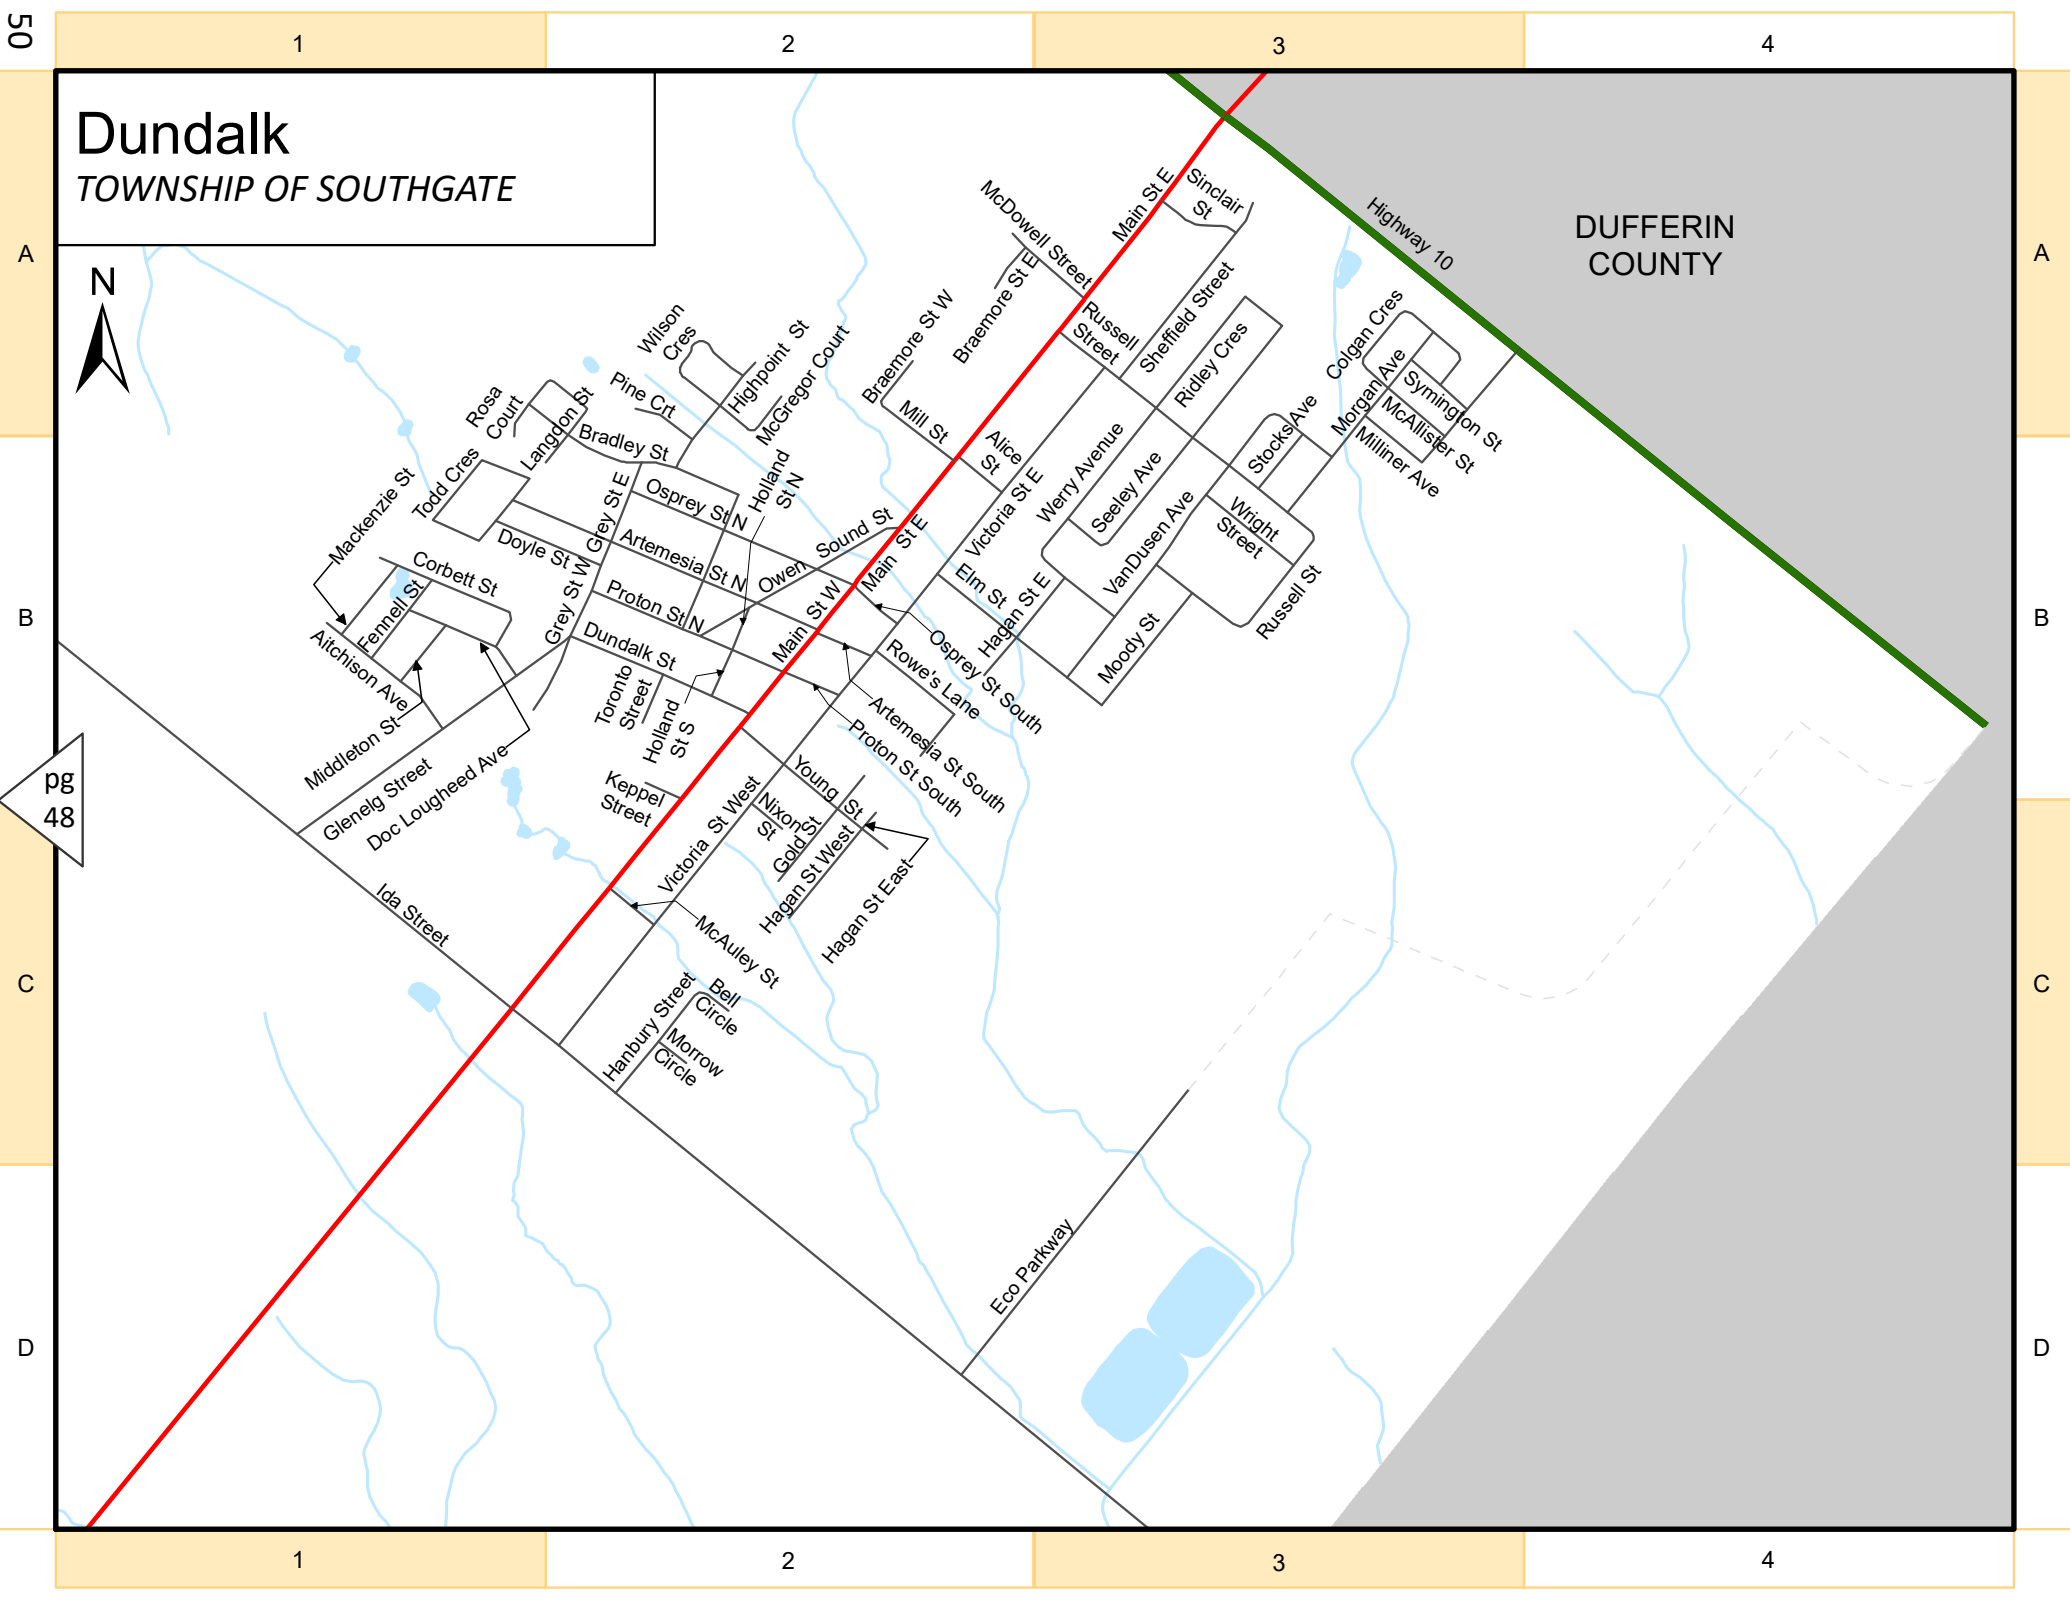 50
1
2
3
4
Dundalk
TOWNSHIP OF SOUTHGATE
A
A
N
DUFFERIN
COUNTY
Highway 10
Main St E
Sinclair
St
McDowell Street
Braemore St E
Braemore St W
Russell
Street
Sheffield Street
Ridley Cres
Colgan Cres
Morgan Ave
Symington St
McAllister St
Milliner Ave
Stocks Ave
Wilson
Cres
Highpoint St
McGregor Court
Pine Crt
Rosa
Court
Langdon St
Bradley St
Mill St
Alice
St
Todd Cres
Mackenzie St
Holland
St N
Osprey St N
Grey St E
Victoria St E
Werry Avenue
Seeley Ave
VanDusen Ave
Wright
Street
Doyle St
Artemesia St N
Owen Sound St
Main St E
Corbett St
Fennell St
Grey St W
Proton St N
Main St W
Elm St
Hagan St E
Moody St
Russell St
B
B
Aitchison Ave
Dundalk St
Toronto
Street
Holland
St S
Rowe's Lane
Osprey St South
Artemesia St South
Proton St South
Middleton St
Glenelg Street
Doc Lougheed Ave
pg
48
Keppel
Street
Young St
Victoria St West
Nixon
St
Gold St
Hagan St West
Hagan St East
Ida Street
McAuley St
Hanbury Street
Bell
Circle
Morrow
Circle
C
C
Eco Parkway
D
D
1
2
3
4